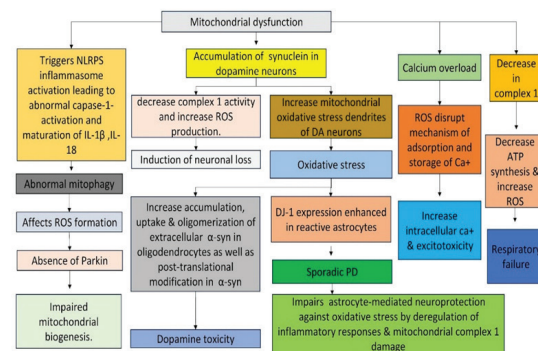 Mitochondrial dysfunction
Triggers NLRPS
inflammasome
activation leading to
abnormal capase-1-
activation and
maturation of IL-1β ,IL-
18
Abnormal mitophagy
Affects ROS formation
Absence of Parkin
Impaired
mitochondrial
biogenesis.
Accumulation of synuclein in
dopamine neurons
decrease complex 1 activity
and increase ROS
production.
Induction of neuronal loss
Increase mitochondrial
oxidative stress dendrites
of DA neurons
Oxidative stress
Increase accumulation,
uptake & oligomerization of
extracellular α-syn in
oligodendrocytes as well as
post-translational
modification in α-syn
Dopamine toxicity
DJ-1 expression enhanced
in reactive astrocytes
Sporadic PD
Impairs astrocyte-mediated neuroprotection
against oxidative stress by deregulation of
inflammatory responses & mitochondrial complex 1
damage
Calcium overload
ROS disrupt
mechanism of
adsorption and
storage of Ca+
Increase
intracellular ca+
& excitotoxicity
Decrease
in
complex 1
Decrease
ATP
synthesis &
increase
ROS
Respiratory
failure